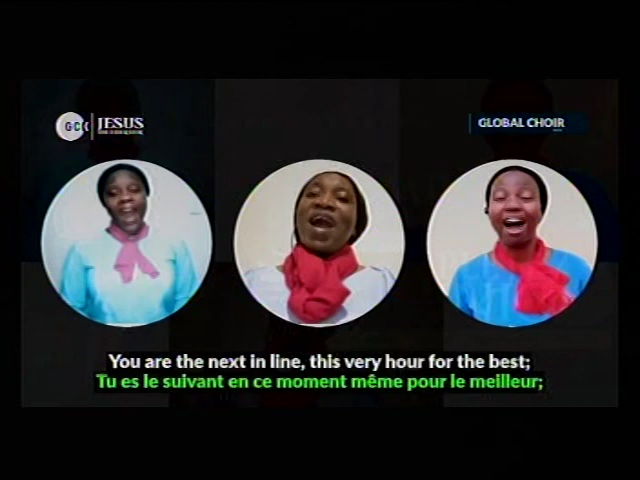 GCK
JESUS
GLOBAL CHOIR
You are the next in line, this very hour for the best;
Tu es le suivant en ce moment même pour le meilleur;